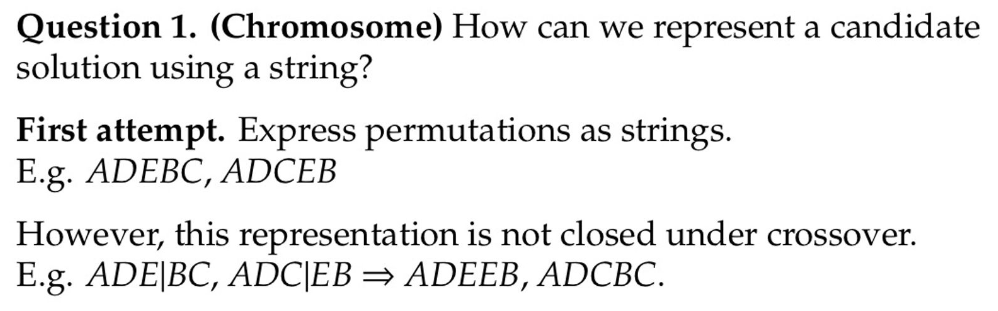 Question 1. (Chromosome) How can we represent a candidate
solution using a string?
First attempt. Express permutations as strings.
E.g. ADEBC, ADCEB
However, this representation is not closed under crossover.
E.g. ADE|BC, ADC|EB ⇒ ADEEB, ADCBC.